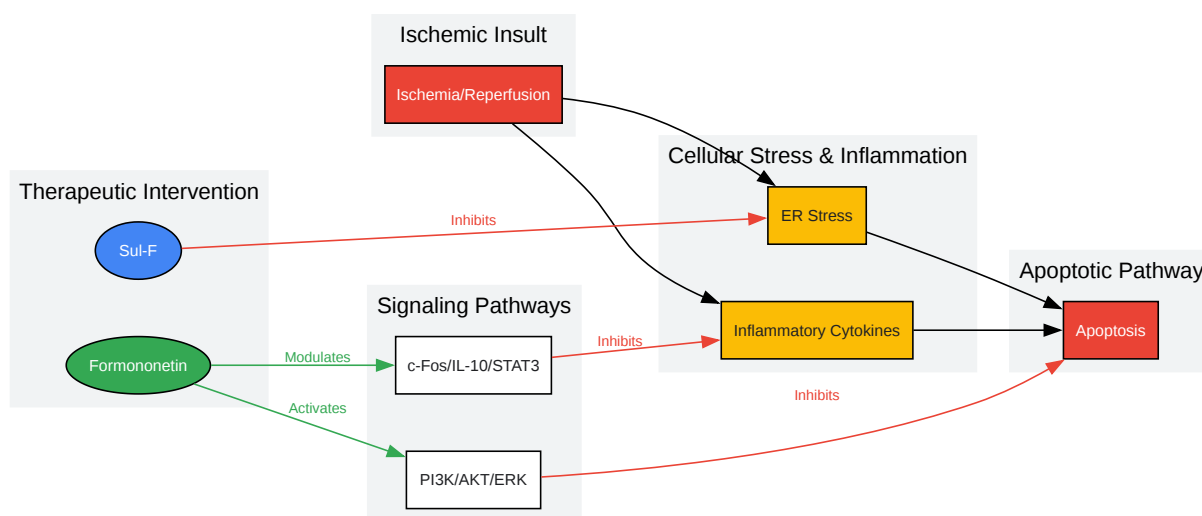 Ischemic Insult
Ischemia/Reperfusion
Cellular Stress & Inflammation
Therapeutic Intervention
ER Stress
Inhibits
Sul-F
Apoptotic Pathway
Signaling Pathways
Inflammatory Cytokines
Apoptosis
Inhibits
Modulates
c-Fos/IL-10/STAT3
Formononetin
Inhibits
Activates
PI3K/AKT/ERK